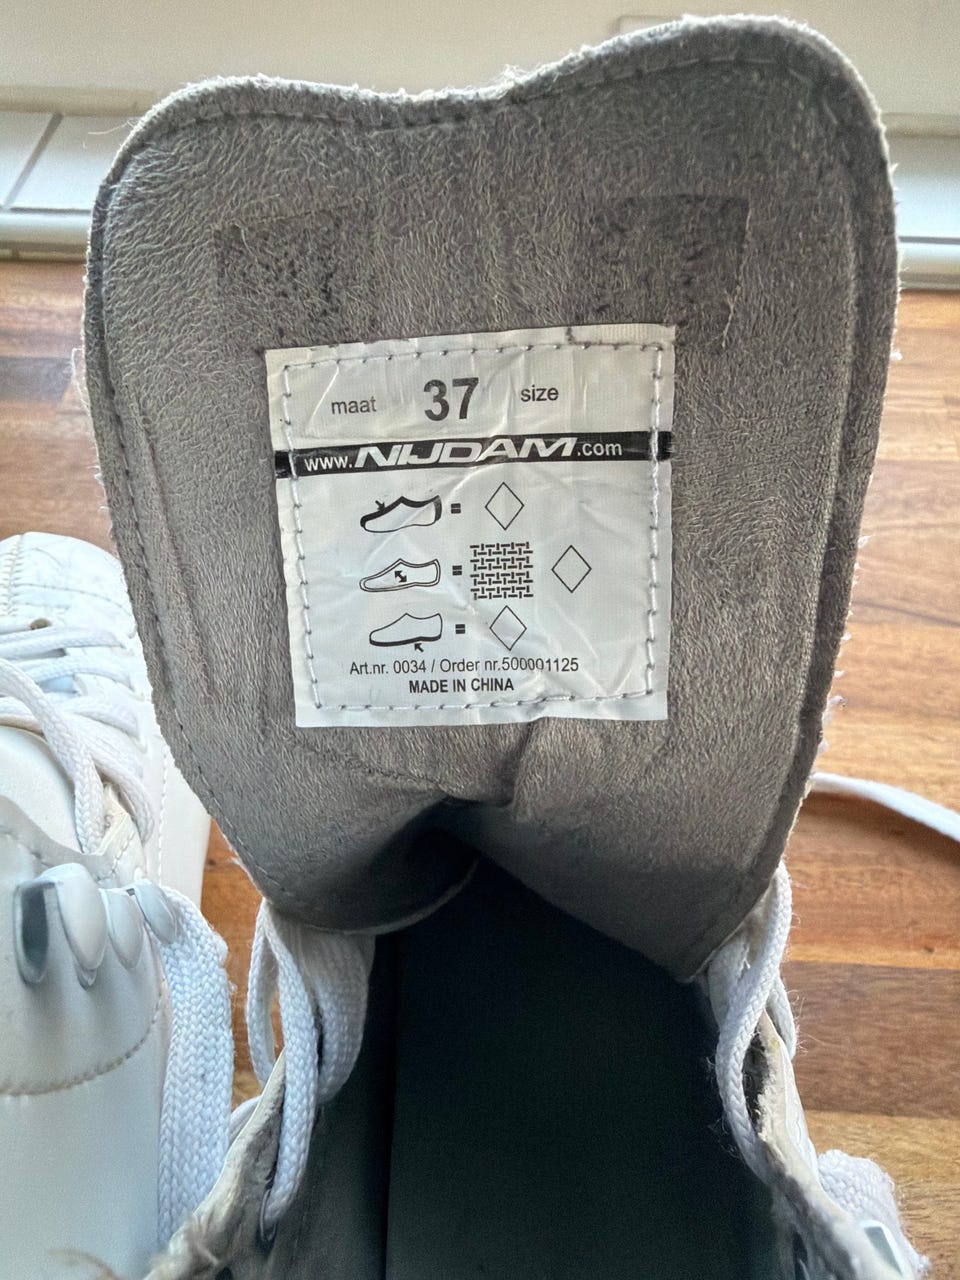 maat 37 size
www.NIJDAM.com
Art.nr. 0034 / Order nr.500001125
MADE IN CHINA